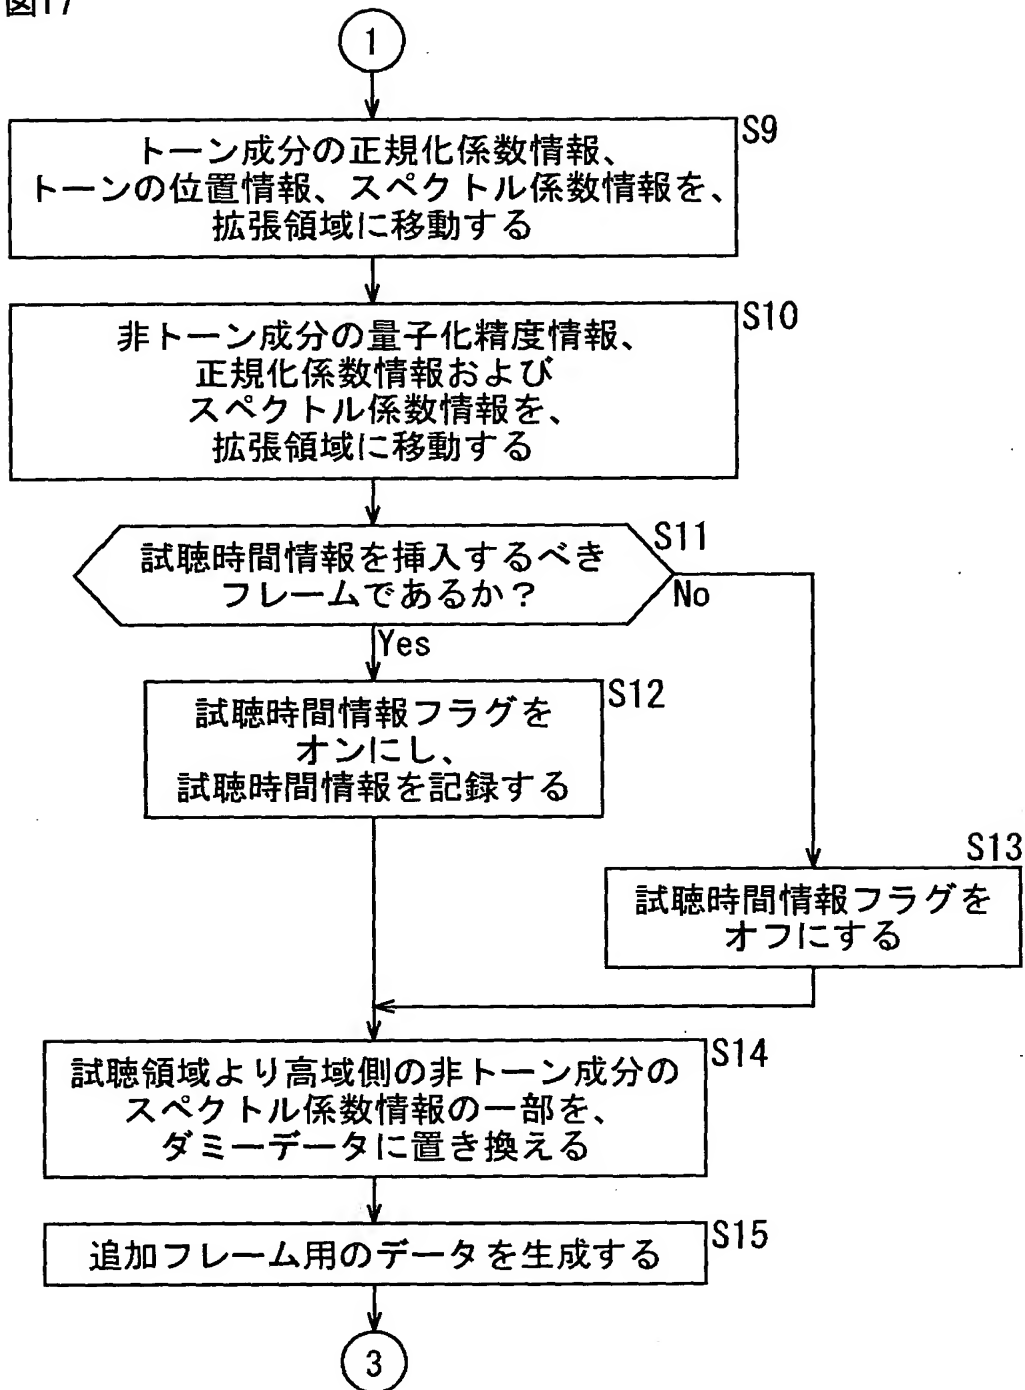 図17
1
S9
トーン成分の正規化係数情報、
トーンの位置情報、スペクトル係数情報を、
拡張領域に移動する
S10
非トーン成分の量子化精度情報、
正規化係数情報および
スペクトル係数情報を、
拡張領域に移動する
S11
試聴時間情報を挿入するべき
フレームであるか？
No
Yes
S12
試聴時間情報フラグを
オンにし、
試聴時間情報を記録する
S13
試聴時間情報フラグを
オフにする
S14
試聴領域より高域側の非トーン成分の
スペクトル係数情報の一部を、
ダミーデータに置き換える
S15
追加フレーム用のデータを生成する
3